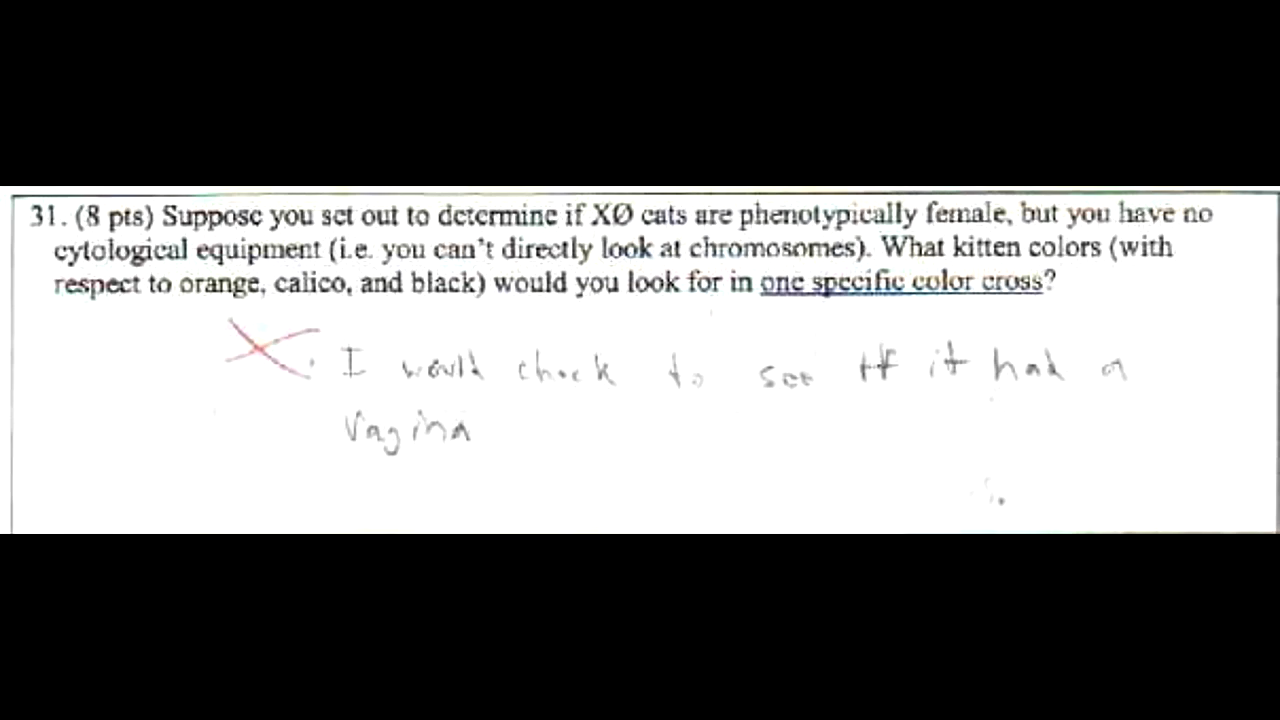 31. (8 pts) Suppose you set out to determine if XØ cats are phenotypically female, but you have no
cytological equipment (i.e. you can't directly look at chromosomes). What kitten colors (with
respect to orange, calico, and black) would you look for in one specific color cross?
I would check to see if it had a
Vagina